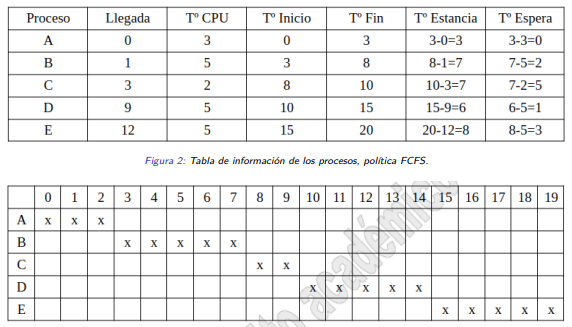 Proceso Llegada Tº CPU Tº Inicio Tº Fin Tº Estancia Tº Espera
A 0 3 0 3 3-0=3 3-3=0
B 1 5 3 8 8-1=7 7-5=2
C 3 2 8 10 10-3=7 7-2=5
D 9 5 10 15 15-9=6 6-5=1
E 12 5 15 20 20-12=8 8-5=3
Figura 2: Tabla de información de los procesos, política FCFS.
0 1 2 3 4 5 6 7 8 9 10 11 12 13 14 15 16 17 18 19
A x x x
B x x x x x
C x x
D x x x x x
E x x x x x
académico